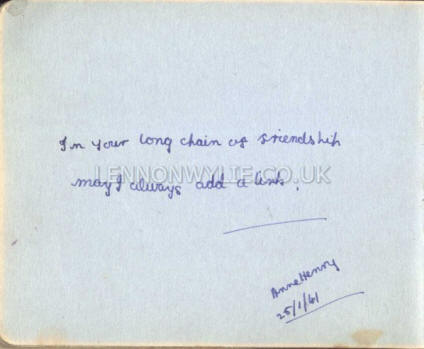 In your long chain of friendship
LENNONWYLIE.CO.UK
may I always add a link.
Anne Henry
25/1/61